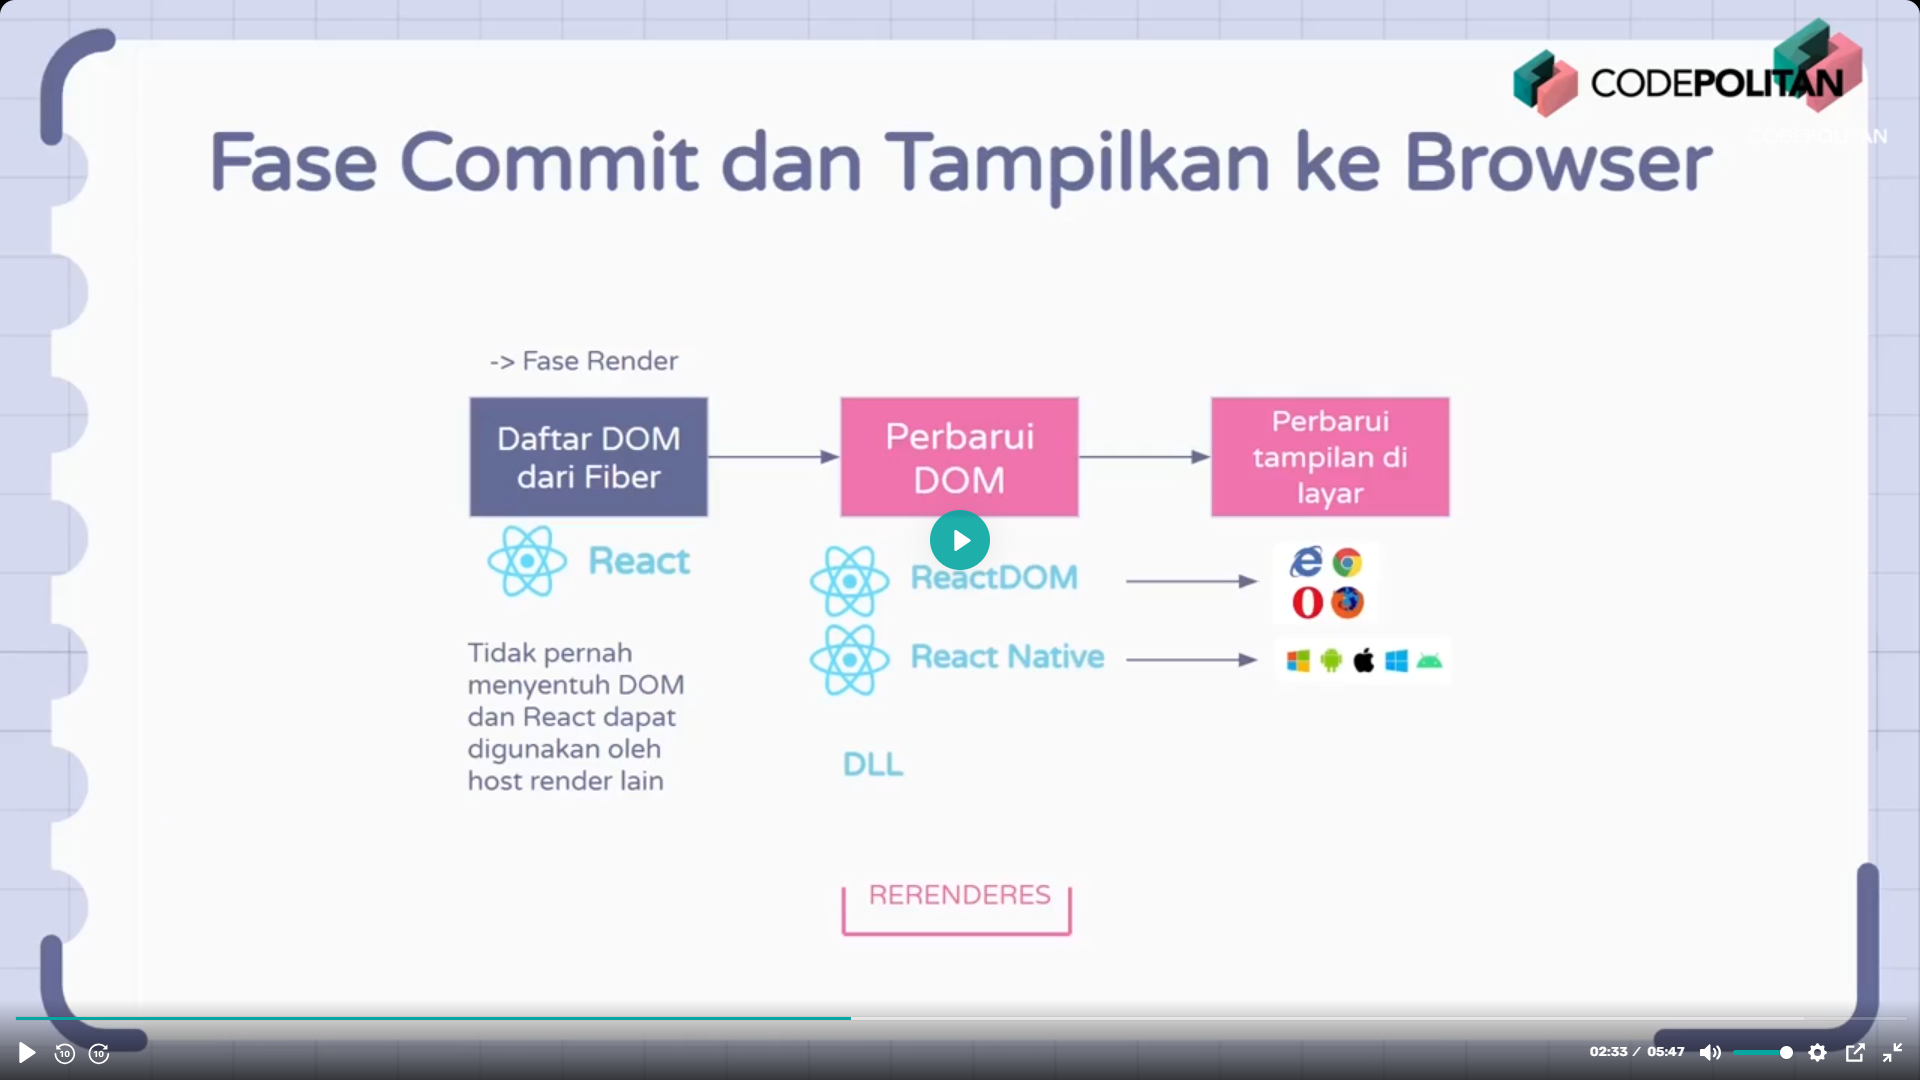 CODEPOLITAN
CODEPOLITAN
Fase Commit dan Tampilkan ke Browser
-> Fase Render
Daftar DOM
dari Fiber
Perbarui
DOM
Perbarui
tampilan di
layar
React
ReactDOM
React Native
Tidak pernah
menyentuh DOM
dan React dapat
digunakan oleh
host render lain
DLL
RERENDERES
10
10
02:33 / 05:47